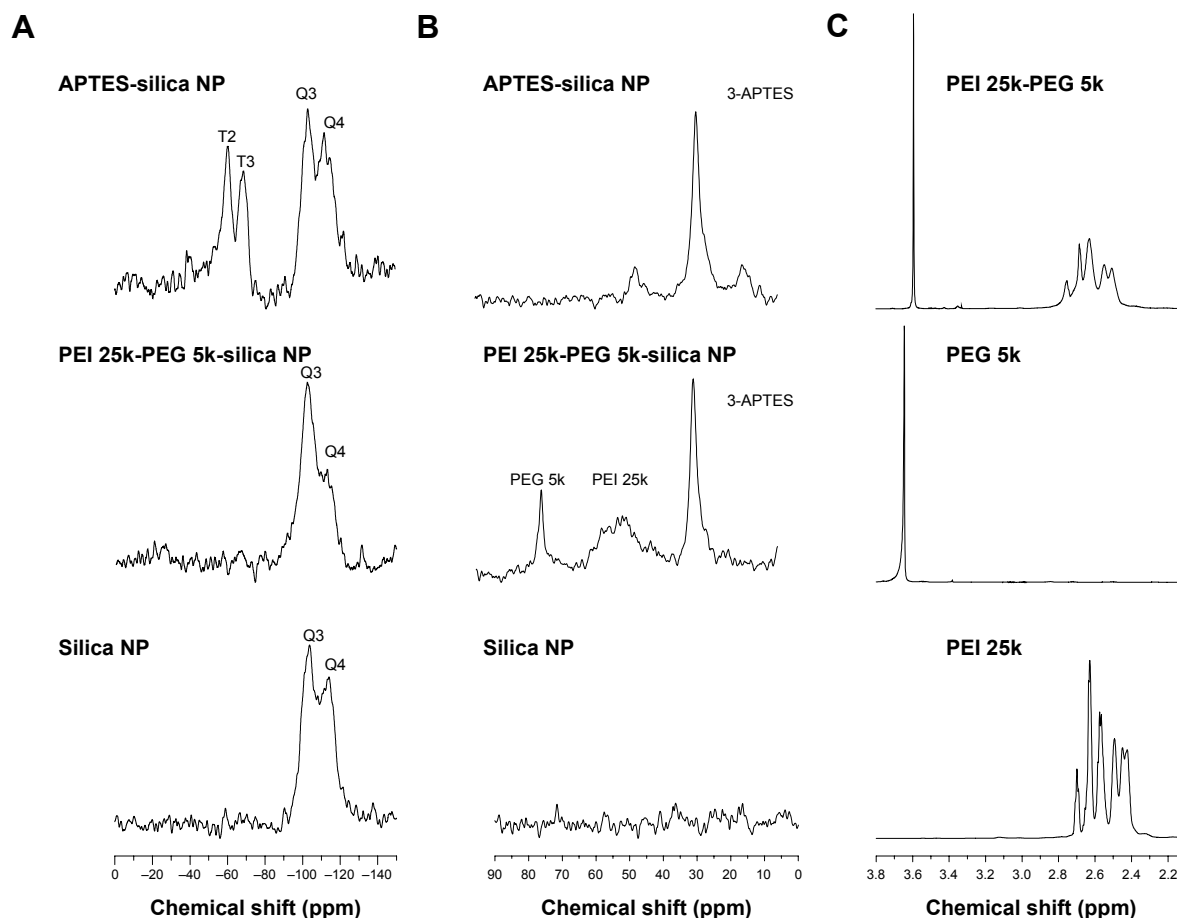 A
B
C
APTES-silica NP
T2
T3
Q3
Q4
APTES-silica NP
3-APTES
PEI 25k-PEG 5k
PEI 25k-PEG 5k-silica NP
Q3
Q4
PEI 25k-PEG 5k-silica NP
3-APTES
PEG 5k
PEI 25k
PEG 5k
Silica NP
Q3
Q4
Silica NP
PEI 25k
0 –20 –40 –60 –80 –100 –120 –140
90 80 70 60 50 40 30 20 10 0
3.8 3.6 3.4 3.2 3.0 2.8 2.6 2.4 2.2
Chemical shift (ppm)
Chemical shift (ppm)
Chemical shift (ppm)